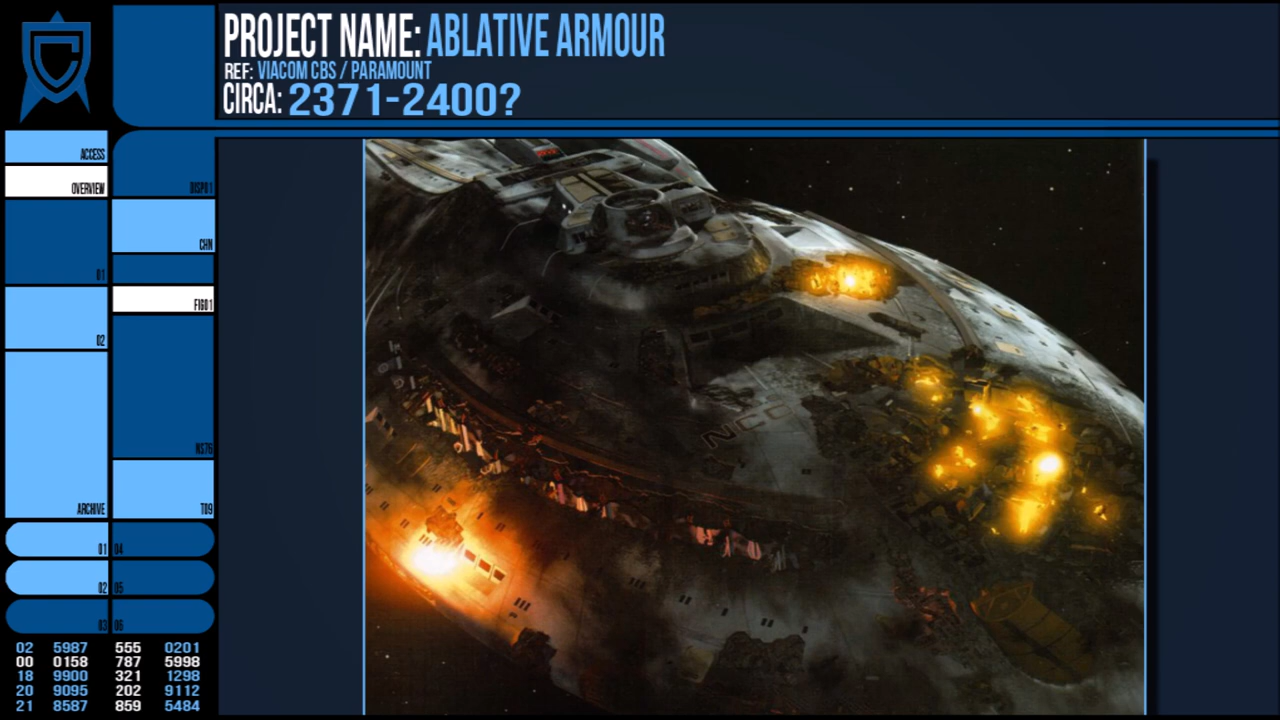 PROJECT NAME: ABLATIVE ARMOUR
REF: VIACOM CBS / PARAMOUNT
CIRCA: 2371-2400?
ACCESS
OVERVIEW
01
02
ARCHIVE
01
02
03
DISP01
CHN
FIG01
NS76
T09
04
05
06
02 5987 555 0201
00 0158 787 5998
18 9900 321 1298
20 9095 202 9112
21 8587 859 5484
NCC